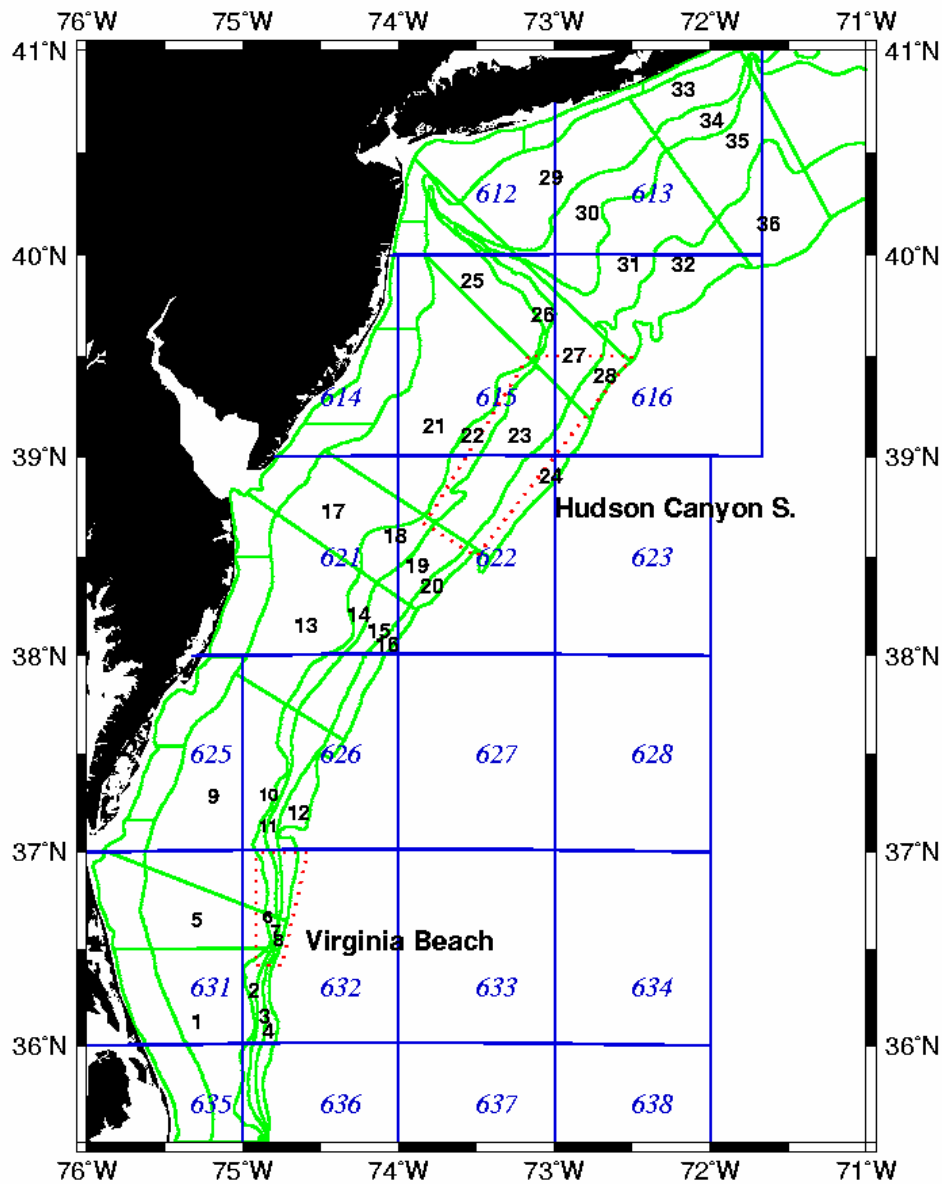 76°W 75°W 74°W 73°W 72°W 71°W
41°N 41°N
33
34
35
29
612 613
30
36
40°N 40°N
31 32
25
26
27
28
614 615 616
21 22 23
39°N 39°N
24
17 Hudson Canyon S.
18
621 622 623
19
20
14
13 15
16
38°N 38°N
625 626 627 628
9 10
12
11
37°N 37°N
5 6
7
8 Virginia Beach
631 2 632 633 634
1 3
4
36°N 36°N
635 636 637 638
76°W 75°W 74°W 73°W 72°W 71°W